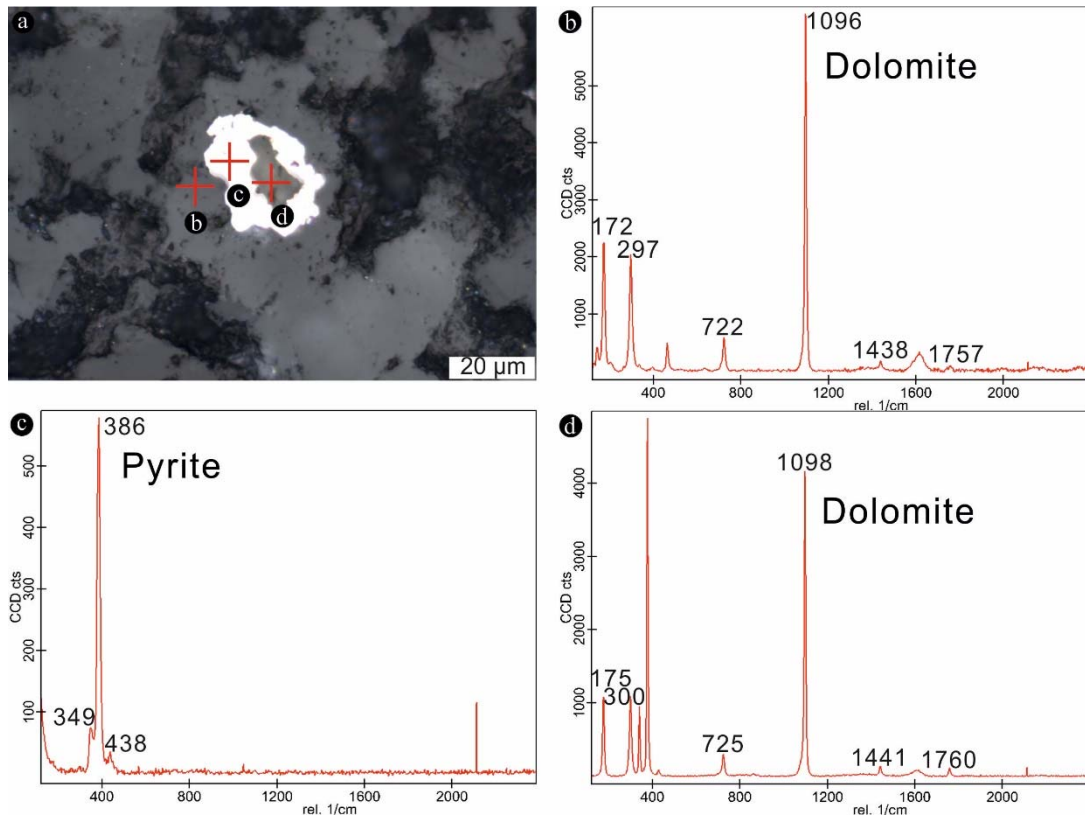 a
b
c
d
20 µm
b
1096
Dolomite
172
297
722
1438
1757
CCD cts
1000
2000
3000
4000
5000
400
800
1200
1600
2000
rel. 1/cm
c
386
Pyrite
349
438
CCD cts
100
200
300
400
500
400
800
1200
1600
2000
rel. 1/cm
d
1098
Dolomite
175
300
725
1441
1760
CCD cts
1000
2000
3000
4000
400
800
1200
1600
2000
rel. 1/cm